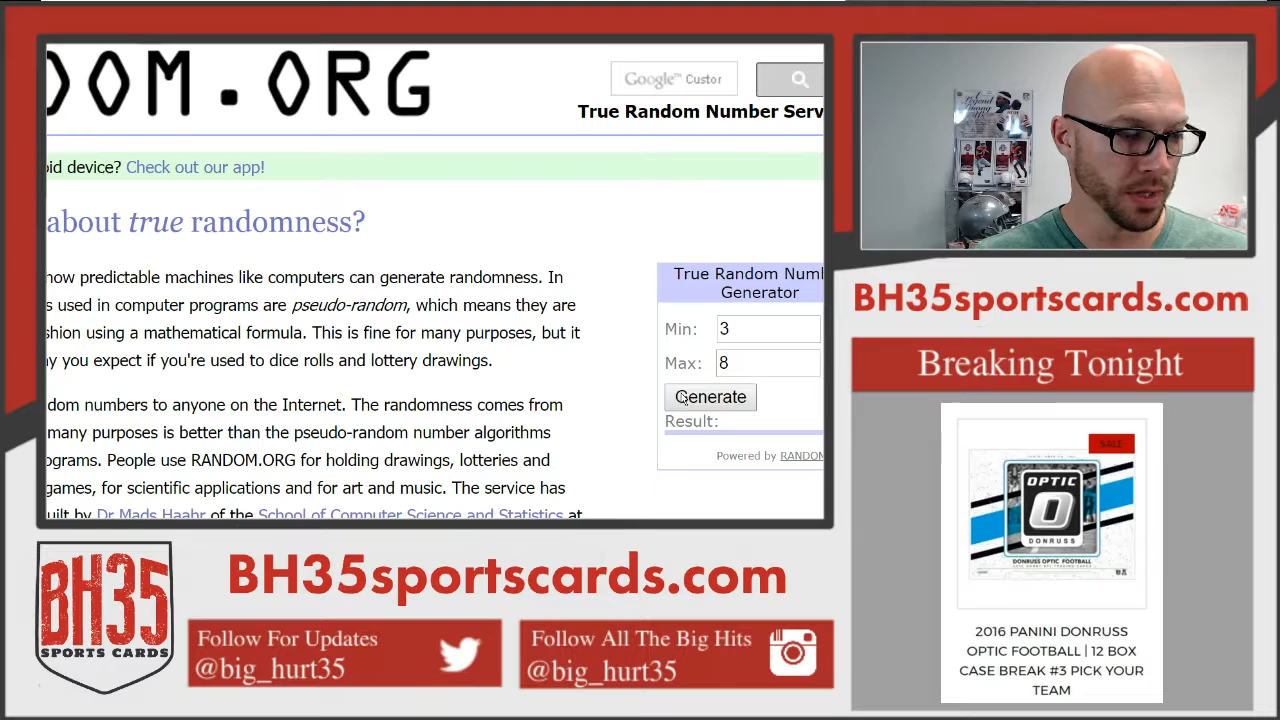 DOM.ORG
Google™ Custor
True Random Number Serv
oid device? Check out our app!
about true randomness?
now predictable machines like computers can generate randomness. In
s used in computer programs are pseudo-random, which means they are
shion using a mathematical formula. This is fine for many purposes, but it
y you expect if you're used to dice rolls and lottery drawings.
dom numbers to anyone on the Internet. The randomness comes from
many purposes is better than the pseudo-random number algorithms
ograms. People use RANDOM.ORG for holding drawings, lotteries and
games, for scientific applications and for art and music. The service has
uilt by Dr Mads Haahr of the School of Computer Science and Statistics at
True Random Numl
Generator
Min: 3
Max: 8
Generate
Result:
Powered by RANDON
BH35sportscards.com
Breaking Tonight
SALE
OPTIC
O
DONRUSS
DONRUSS OPTIC FOOTBALL
2016 PANINI DONRUSS
OPTIC FOOTBALL | 12 BOX
CASE BREAK #3 PICK YOUR
TEAM
BH35
SPORTS CARDS
BH35sportscards.com
Follow For Updates
@big_hurt35
Follow All The Big Hits
@big_hurt35